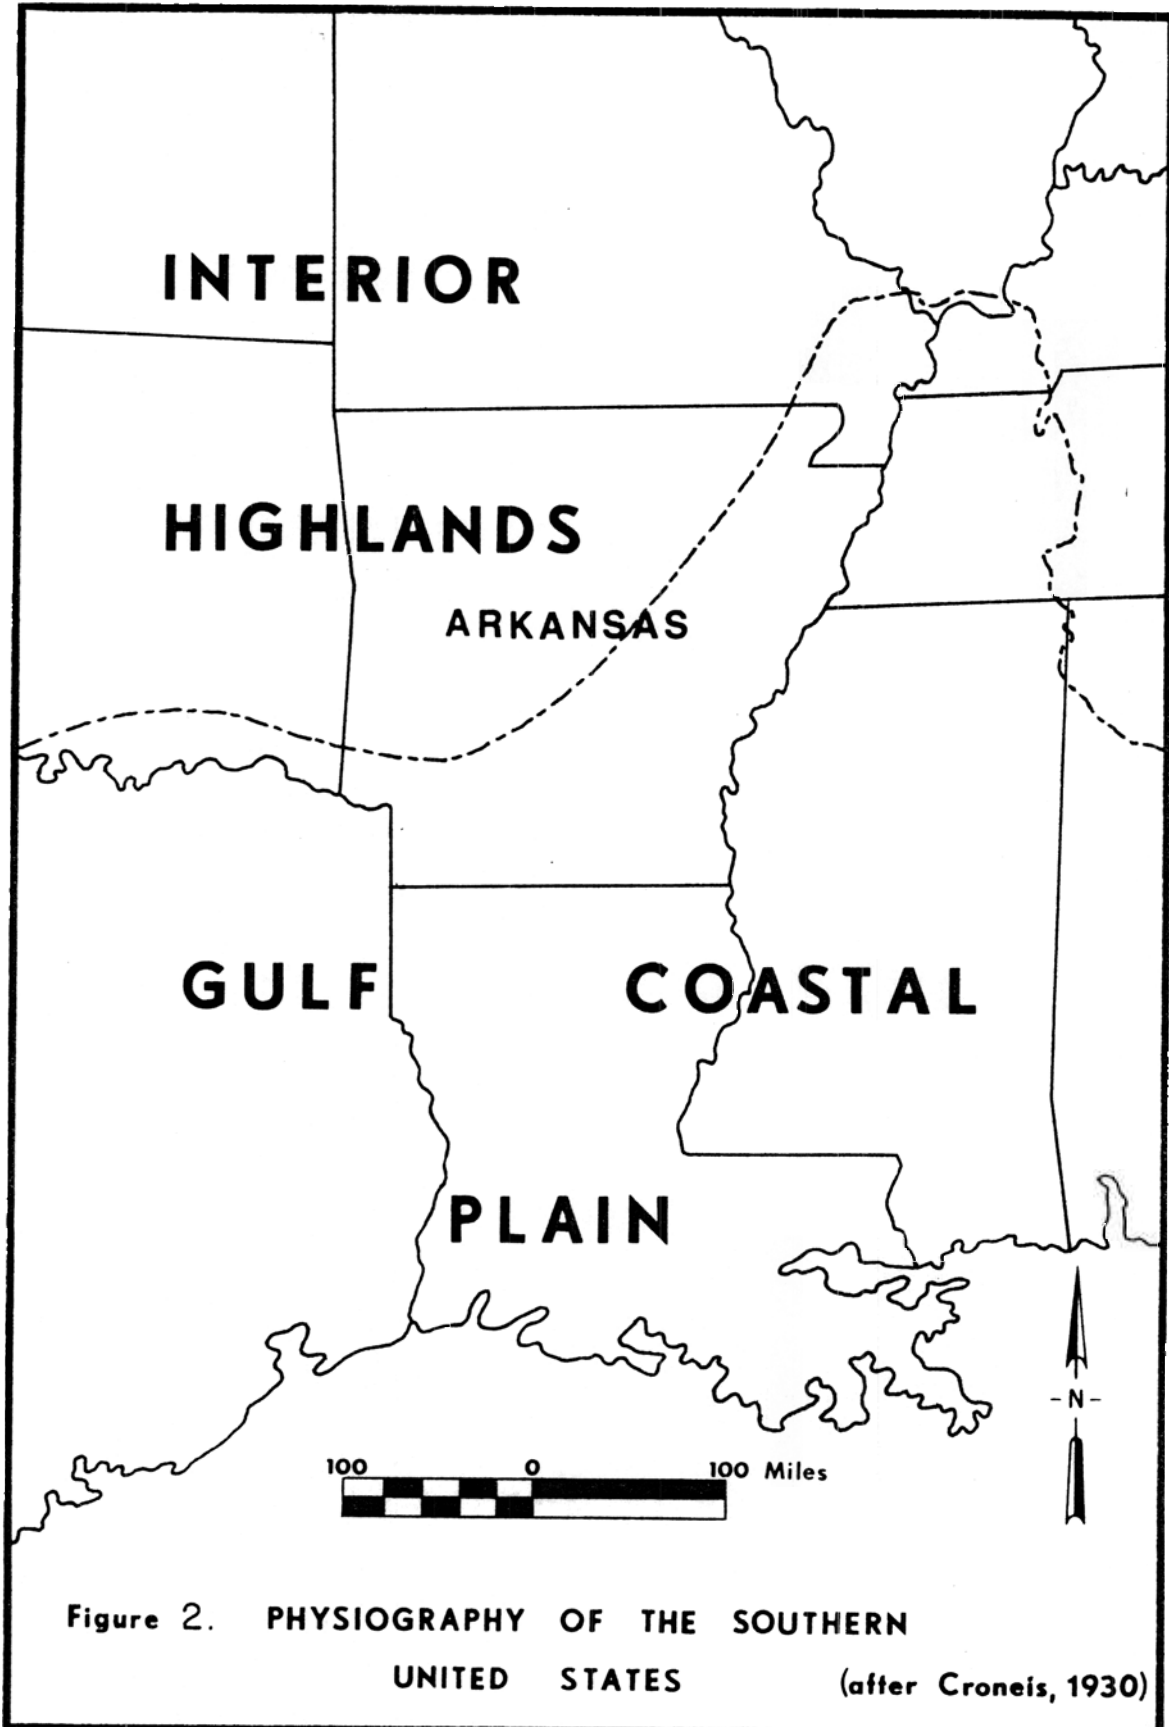 INTERIOR
HIGHLANDS
ARKANSAS
GULF COASTAL
PLAIN
-N-
100 0 100 Miles
Figure 2. PHYSIOGRAPHY OF THE SOUTHERN
UNITED STATES (after Croneis, 1930)